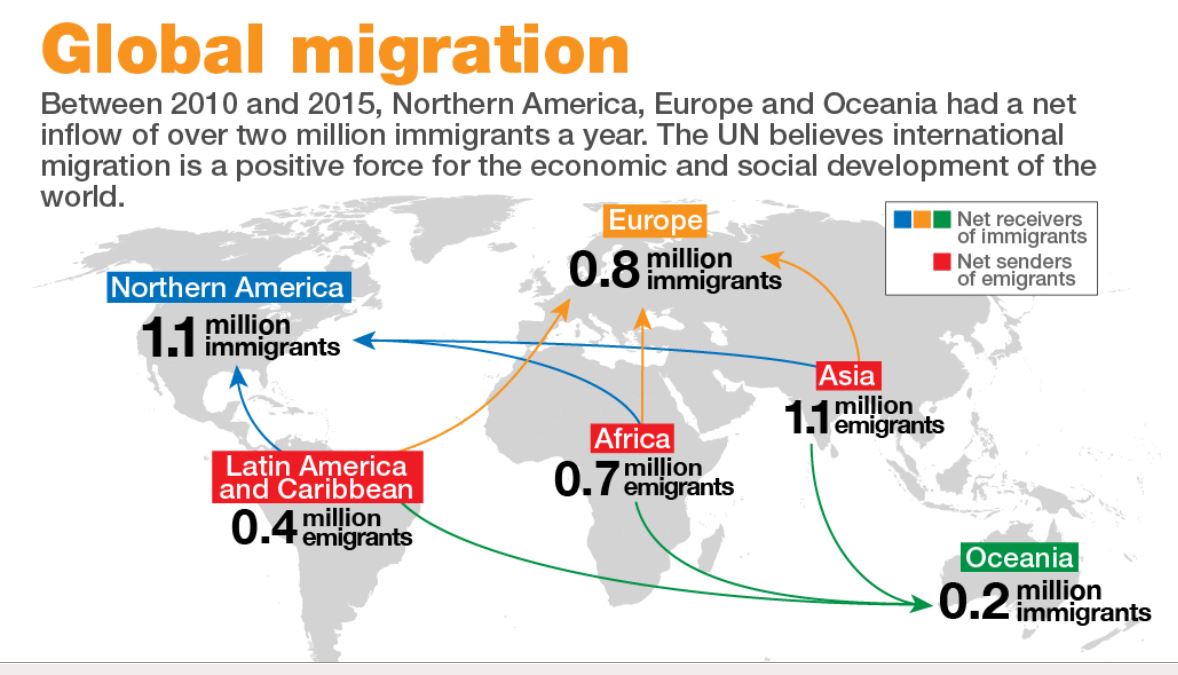 Global migration
Between 2010 and 2015, Northern America, Europe and Oceania had a net
inflow of over two million immigrants a year. The UN believes international
migration is a positive force for the economic and social development of the
world.
Europe
0.8 million
immigrants
Net receivers
of immigrants
Net senders
of emigrants
Northern America
1.1 million
immigrants
Asia
1.1 million
emigrants
Africa
0.7 million
emigrants
Latin America
and Caribbean
0.4 million
emigrants
Oceania
0.2 million
immigrants